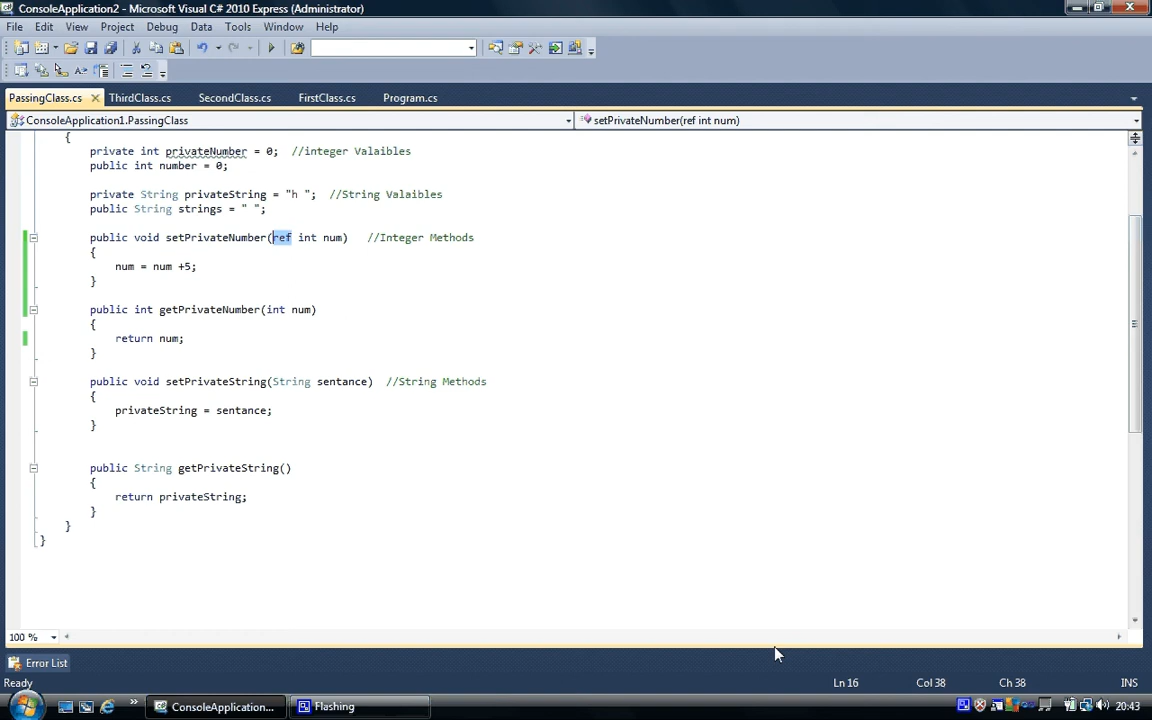 ConsoleApplication2 - Microsoft Visual C# 2010 Express (Administrator)
File Edit View Project Debug Data Tools Window Help
PassingClass.cs ThirdClass.cs SecondClass.cs FirstClass.cs Program.cs
ConsoleApplication1.PassingClass setPrivateNumber(ref int num)
{
private int privateNumber = 0; //integer Valaibles
public int number = 0;
private String privateString = "h "; //String Valaibles
public String strings = " ";
public void setPrivateNumber(ref int num) //Integer Methods
{
num = num +5;
}
public int getPrivateNumber(int num)
{
return num;
}
public void setPrivateString(String sentance) //String Methods
{
privateString = sentance;
}
public String getPrivateString()
{
return privateString;
}
}
}
100 %
Error List
Ready Ln 16 Col 38 Ch 38 INS
ConsoleApplication... Flashing 20:43